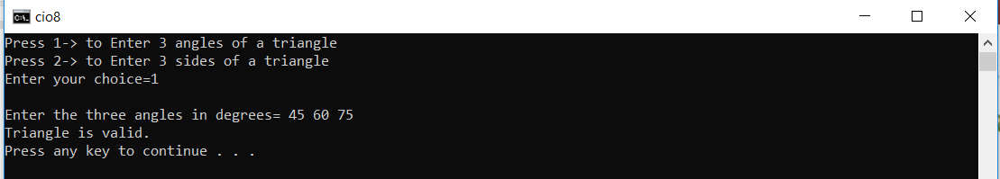 cio8
Press 1-> to Enter 3 angles of a triangle
Press 2-> to Enter 3 sides of a triangle
Enter your choice=1
Enter the three angles in degrees= 45 60 75
Triangle is valid.
Press any key to continue . . .